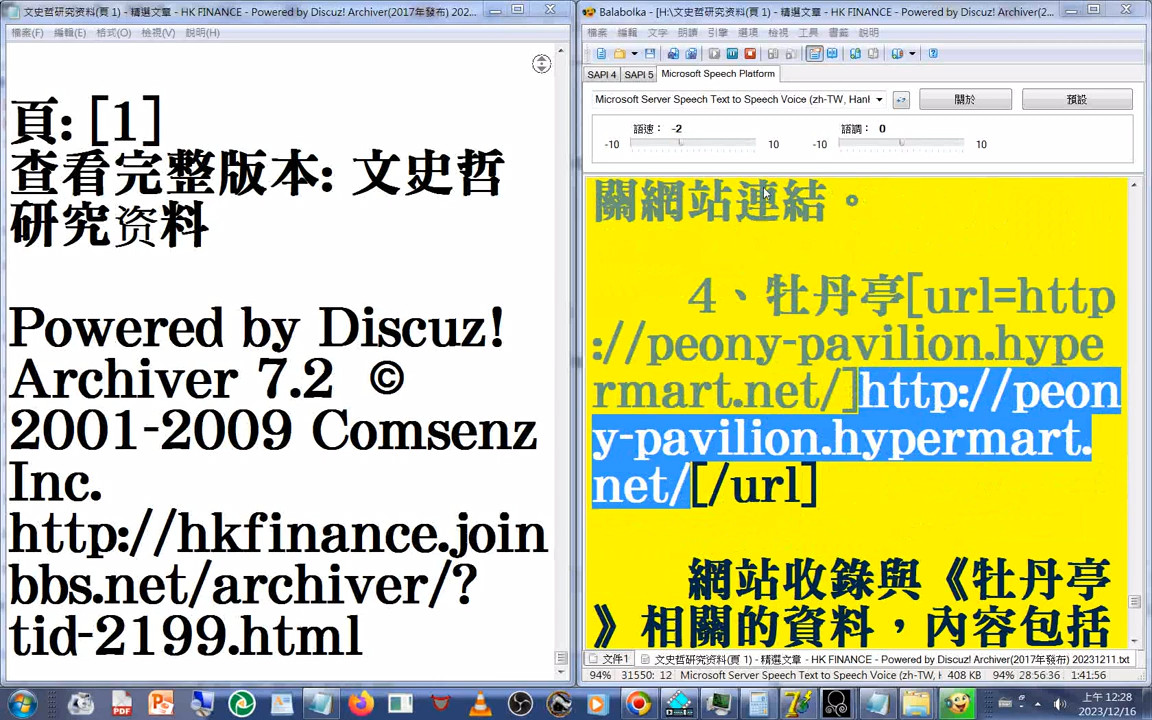 文史哲研究资料(頁 1) - 精選文章 - HK FINANCE - Powered by Discuz! Archiver(2017年發布) 202...
檔案(F) 編輯(E) 格式(O) 檢視(V) 說明(H)
頁: [1]
查看完整版本: 文史哲
研究资料
Powered by Discuz!
Archiver 7.2 ©
2001-2009 Comsenz
Inc.
http://hkfinance.join
bbs.net/archiver/?
tid-2199.html
Balabolka - [H:\文史哲研究资料(頁 1) - 精選文章 - HK FINANCE - Powered by Discuz! Archiver(2...
檔案 編輯 文字 朗讀 引擎 選項 檢視 工具 書籤 說明
SAPI 4 SAPI 5 Microsoft Speech Platform
Microsoft Server Speech Text to Speech Voice (zh-TW, Hanl
關於
預設
語速: -2
語調: 0
-10 10 -10 10
關網站連結。
4、牡丹亭[url=http
://peony-pavilion.hype
rmart.net/]http://peon
y-pavilion.hypermart.
net/[/url]
網站收錄與《牡丹亭
》相關的資料，內容包括
文件1 文史哲研究资料(頁 1) - 精選文章 - HK FINANCE - Powered by Discuz! Archiver(2017年發布) 20231211.txt
94% 31550: 12 Microsoft Server Speech Text to Speech Voice (zh-TW, H... 408 KB 94% 28:56:36 1:41:56
上午 12:28
2023/12/16